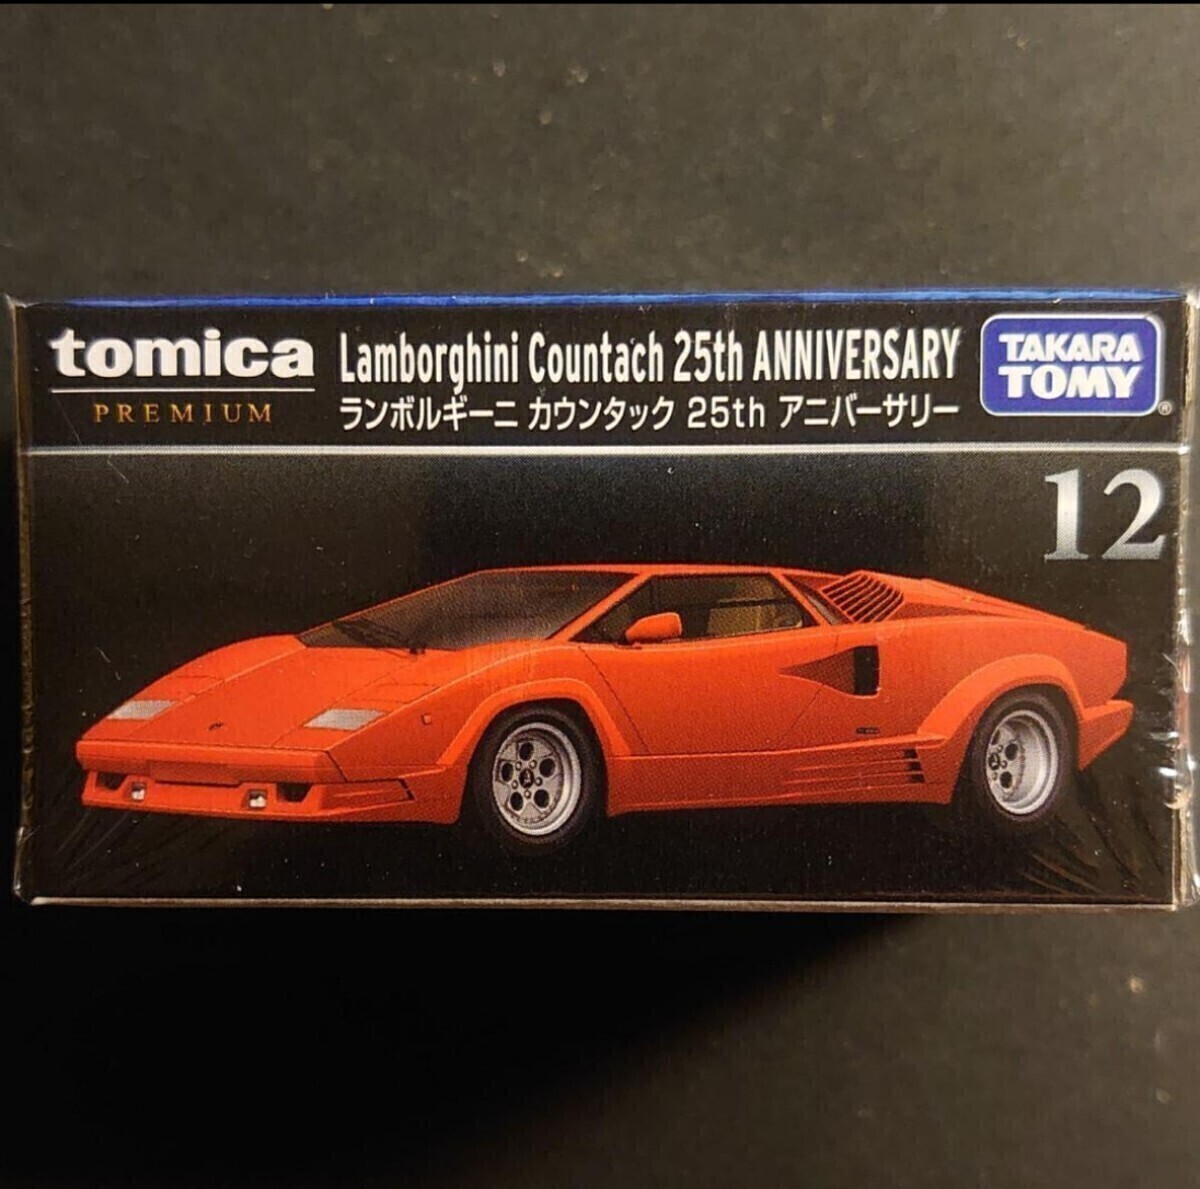 tomica
PREMIUM
Lamborghini Countach 25th ANNIVERSARY
ランボルギーニ カウンタック 25th アニバーサリー
TAKARA
TOMY®
12